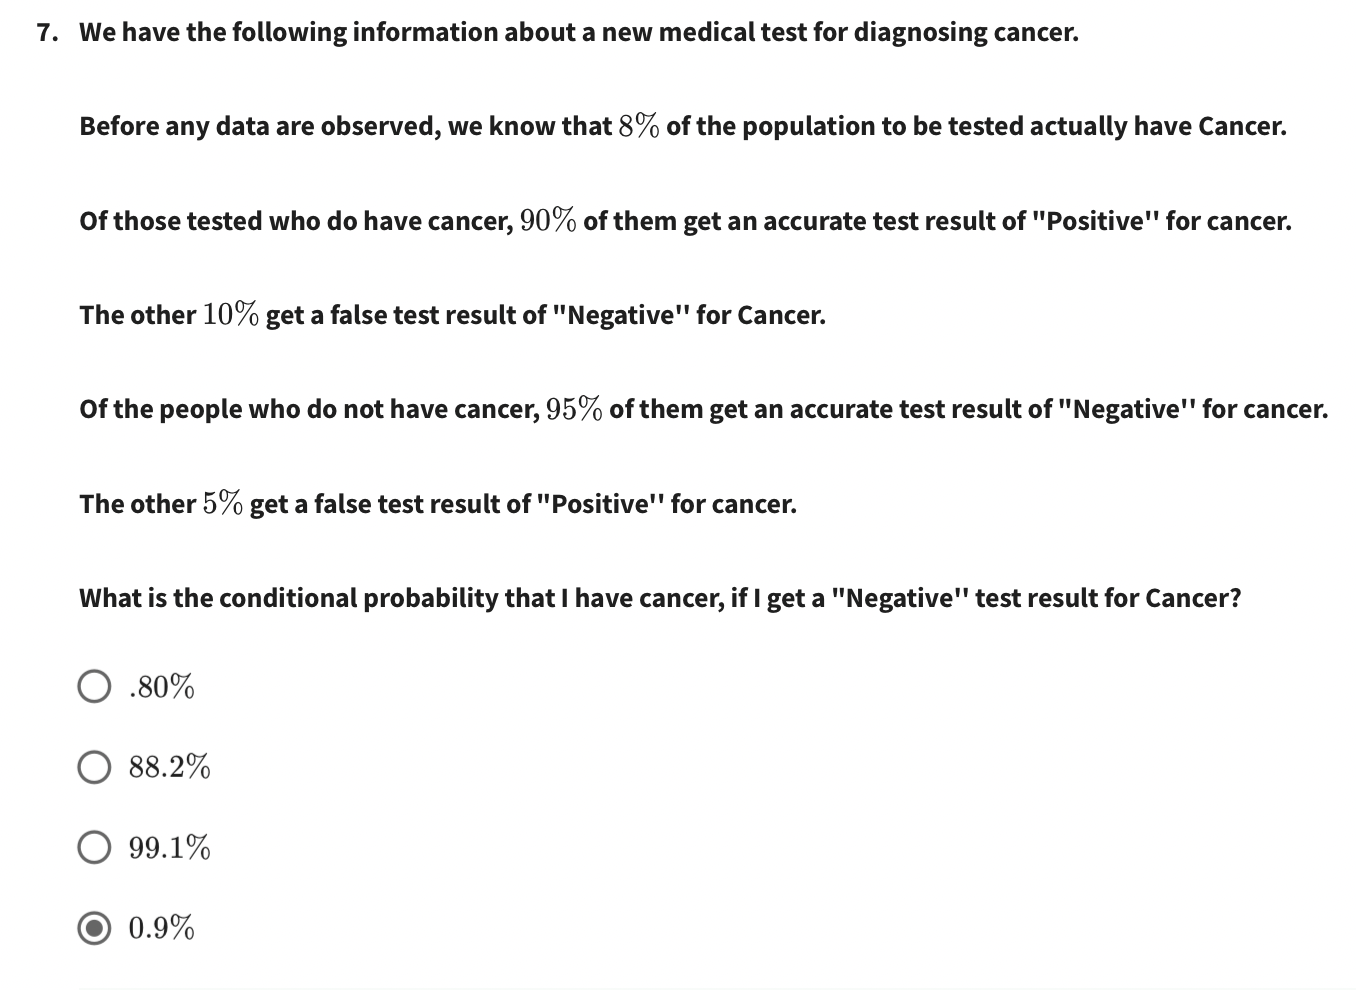 7. We have the following information about a new medical test for diagnosing cancer.
Before any data are observed, we know that 8% of the population to be tested actually have Cancer.
Of those tested who do have cancer, 90% of them get an accurate test result of "Positive'' for cancer.
The other 10% get a false test result of "Negative'' for Cancer.
Of the people who do not have cancer, 95% of them get an accurate test result of "Negative'' for cancer.
The other 5% get a false test result of "Positive'' for cancer.
What is the conditional probability that I have cancer, if I get a "Negative'' test result for Cancer?
.80%
88.2%
99.1%
0.9%